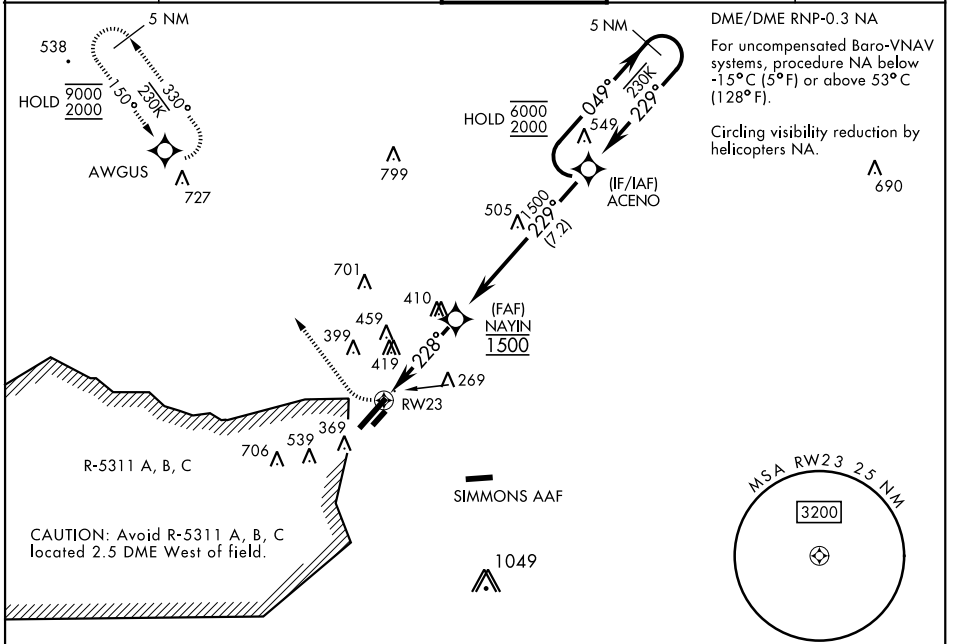 5 NM
538
HOLD 9000 2000
150°
230K
330°
AWGUS
727
799
5 NM
HOLD 6000 2000
049°
230K
229°
549
(IF/IAF)
ACENO
DME/DME RNP-0.3 NA
For uncompensated Baro-VNAV
systems, procedure NA below
-15°C (5°F) or above 53°C
(128°F).
Circling visibility reduction by
helicopters NA.
690
505
1500
229°
(7.2)
701
410
(FAF)
NAYIN
1500
459
399
419
228°
269
RW23
369
539
706
R-5311 A, B, C
CAUTION: Avoid R-5311 A, B, C
located 2.5 DME West of field.
SIMMONS AAF
1049
MSA RW23 25 NM
3200